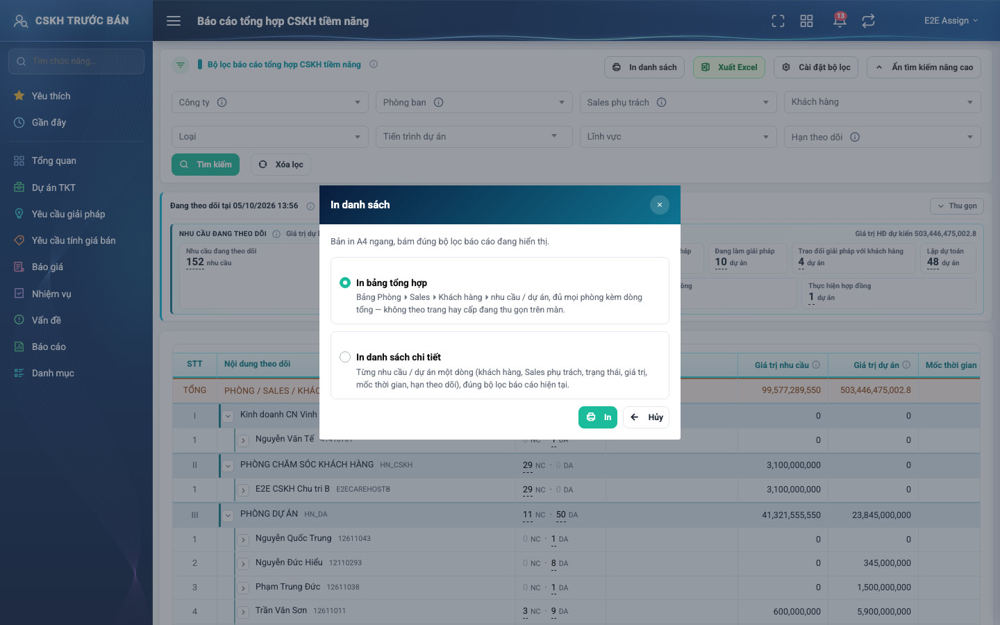 CSKH TRƯỚC BÁN
Báo cáo tổng hợp CSKH tiềm năng
13
E2E Assign
Tìm chức năng...
Yêu thích
Gần đây
Tổng quan
Dự án TKT
Yêu cầu giải pháp
Yêu cầu tính giá bán
Báo giá
Nhiệm vụ
Vấn đề
Báo cáo
Danh mục
Bộ lọc báo cáo tổng hợp CSKH tiềm năng
In danh sách
Xuất Excel
Cài đặt bộ lọc
Ẩn tìm kiếm nâng cao
Công ty
Phòng ban
Sales phụ trách
Khách hàng
Loại
Tiến trình dự án
Lĩnh vực
Hạn theo dõi
Tìm kiếm
Xóa lọc
Đang theo dõi tại 05/10/2026 13:56
Thu gọn
NHU CẦU ĐANG THEO DÕI
Giá trị dự
Giá trị HĐ dự kiến 503,446,475,002.8
Nhu cầu đang theo dõi
152 nhu cầu
Đang làm giải pháp
10 dự án
Trao đổi giải pháp với khách hàng
4 dự án
Lập dự toán
48 dự án
Thực hiện hợp đồng
1 dự án
In danh sách
Bản in A4 ngang, bám đúng bộ lọc báo cáo đang hiển thị.
In bảng tổng hợp
Bảng Phòng ▸ Sales ▸ Khách hàng ▸ nhu cầu / dự án, đủ mọi phòng kèm dòng
tổng — không theo trang hay cấp đang thu gọn trên màn.
In danh sách chi tiết
Từng nhu cầu / dự án một dòng (khách hàng, Sales phụ trách, trạng thái, giá trị,
mốc thời gian, hạn theo dõi), đúng bộ lọc báo cáo hiện tại.
In
Hủy
STT Nội dung theo dõi Giá trị nhu cầu Giá trị dự án Mốc thời gian
TỔNG PHÒNG / SALES / KHÁC 99,577,289,550 503,446,475,002.8
I Kinh doanh CN Vinh 0 0
1 Nguyễn Văn Tế 0 NC · 1 DA 0 0
II PHÒNG CHĂM SÓC KHÁCH HÀNG HN_CSKH 29 NC · 0 DA 3,100,000,000 0
1 E2E CSKH Chu tri B E2ECAREHOSTB 29 NC · 0 DA 3,100,000,000 0
III PHÒNG DỰ ÁN HN_DA 11 NC · 50 DA 41,321,555,550 23,845,000,000
1 Nguyễn Quốc Trung 12611043 0 NC · 1 DA 0 0
2 Nguyễn Đức Hiểu 12110293 0 NC · 8 DA 0 345,000,000
3 Phạm Trung Đức 12611038 0 NC · 1 DA 0 1,500,000,000
4 Trần Văn Sơn 12611011 3 NC · 9 DA 600,000,000 5,900,000,000